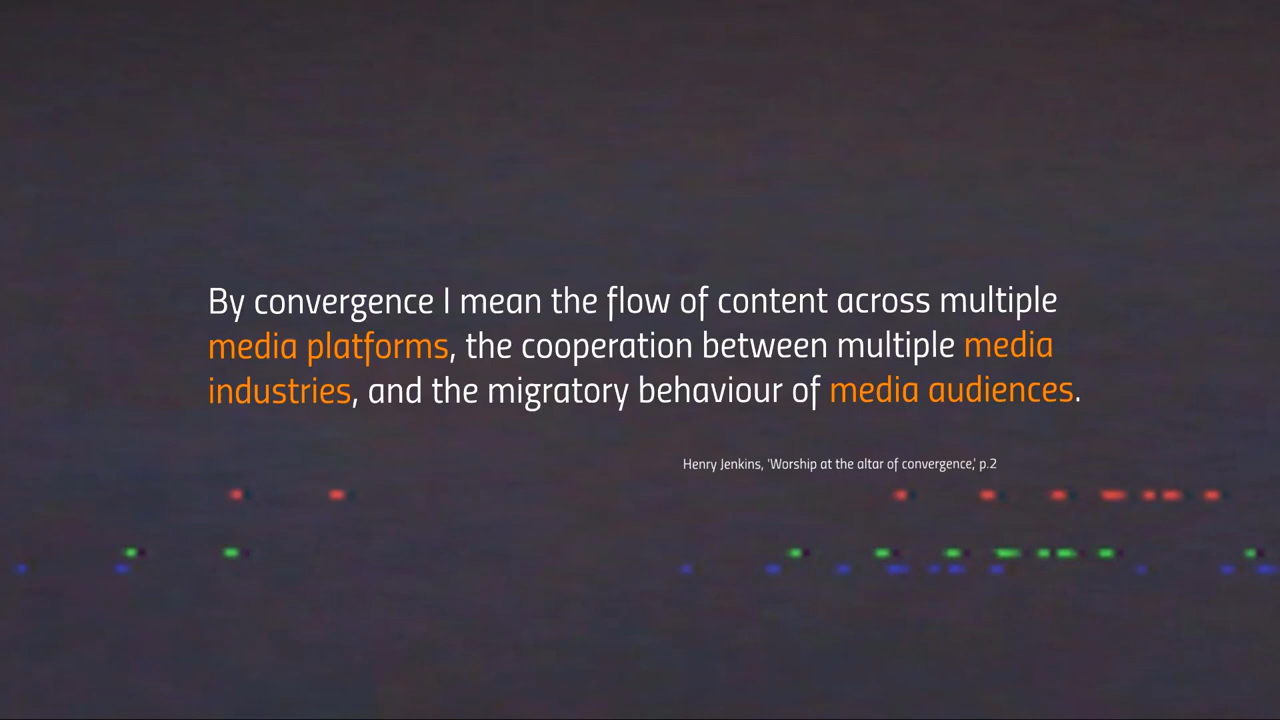 By convergence I mean the flow of content across multiple
media platforms, the cooperation between multiple media
industries, and the migratory behaviour of media audiences.
Henry Jenkins, 'Worship at the altar of convergence,' p.2